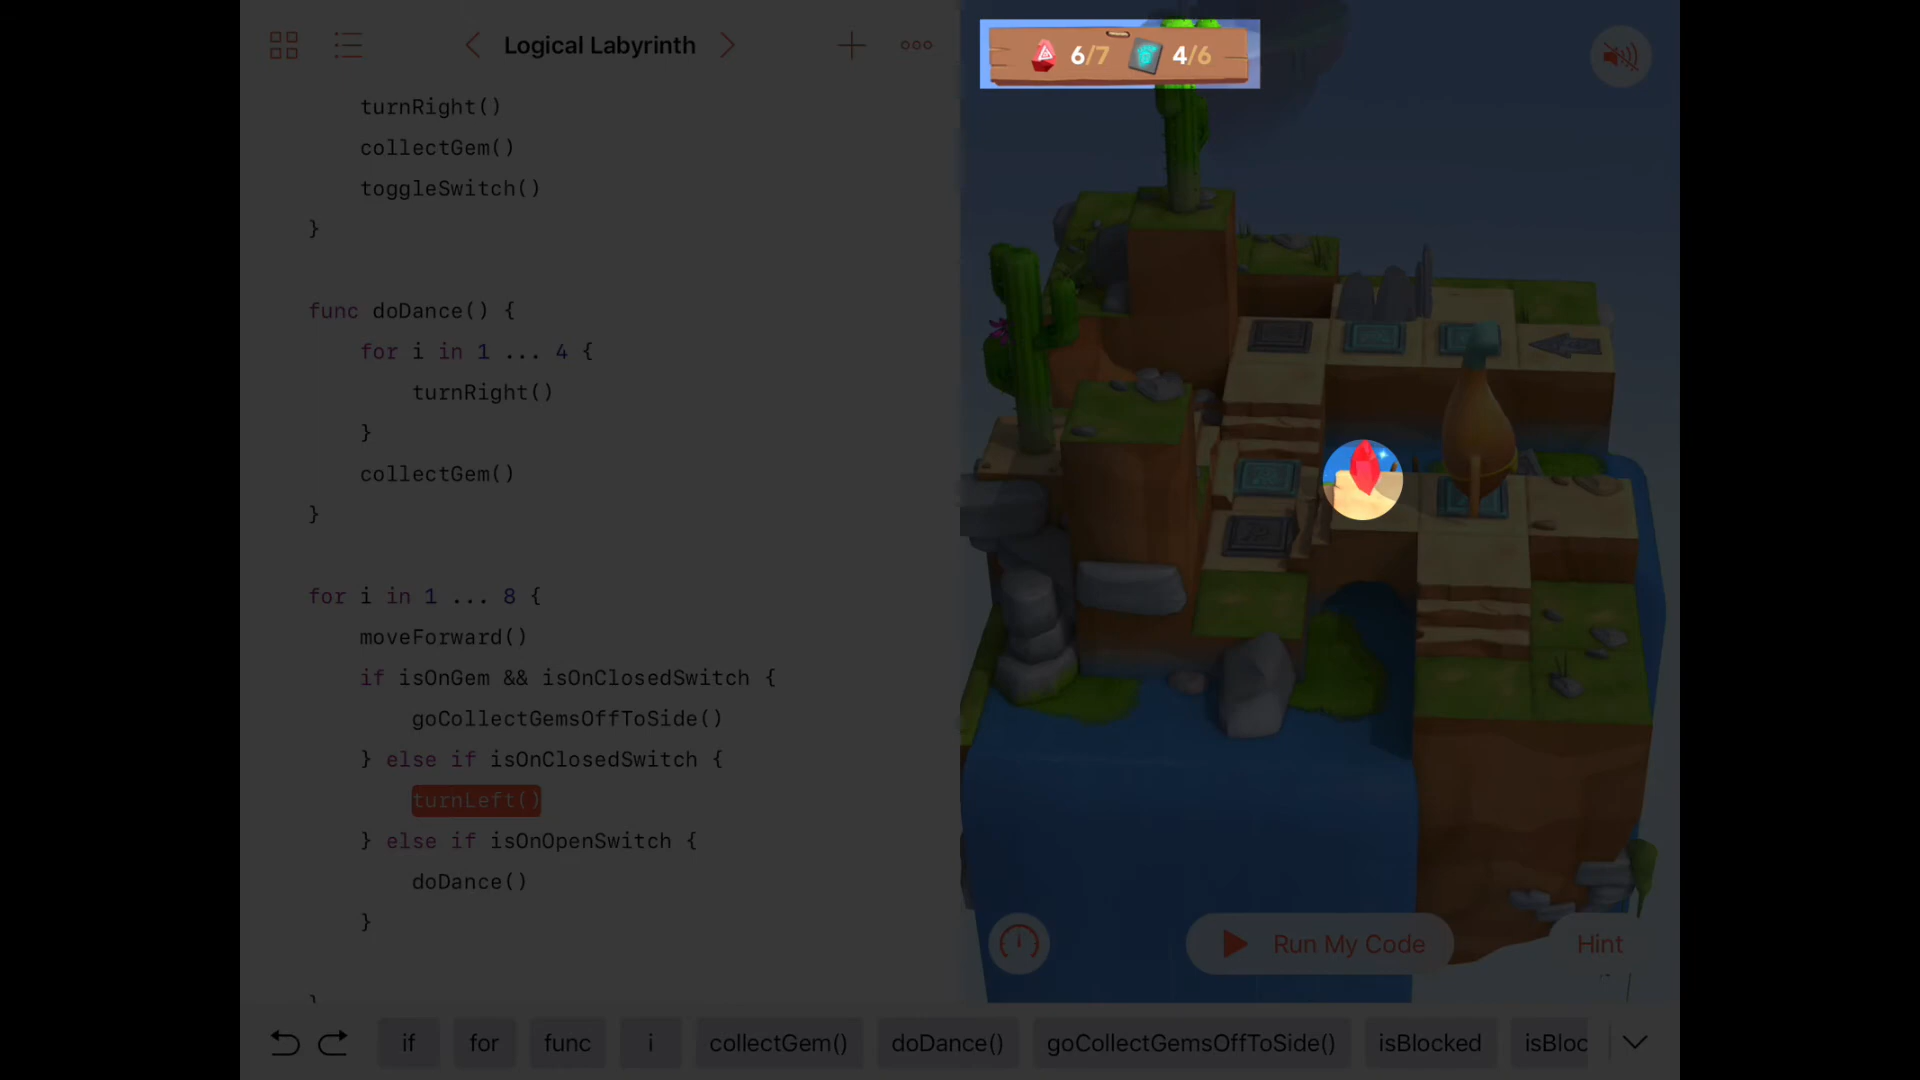 Logical Labyrinth
6/7 4/6
turnRight()
collectGem()
toggleSwitch()
}
func doDance() {
for i in 1 ... 4 {
turnRight()
}
collectGem()
}
for i in 1 ... 8 {
moveForward()
if isOnGem && isOnClosedSwitch {
goCollectGemsOffToSide()
} else if isOnClosedSwitch {
turnLeft()
} else if isOnOpenSwitch {
doDance()
}
}
Run My Code
Hint
if for func i collectGem() doDance() goCollectGemsOffToSide() isBlocked isBloc